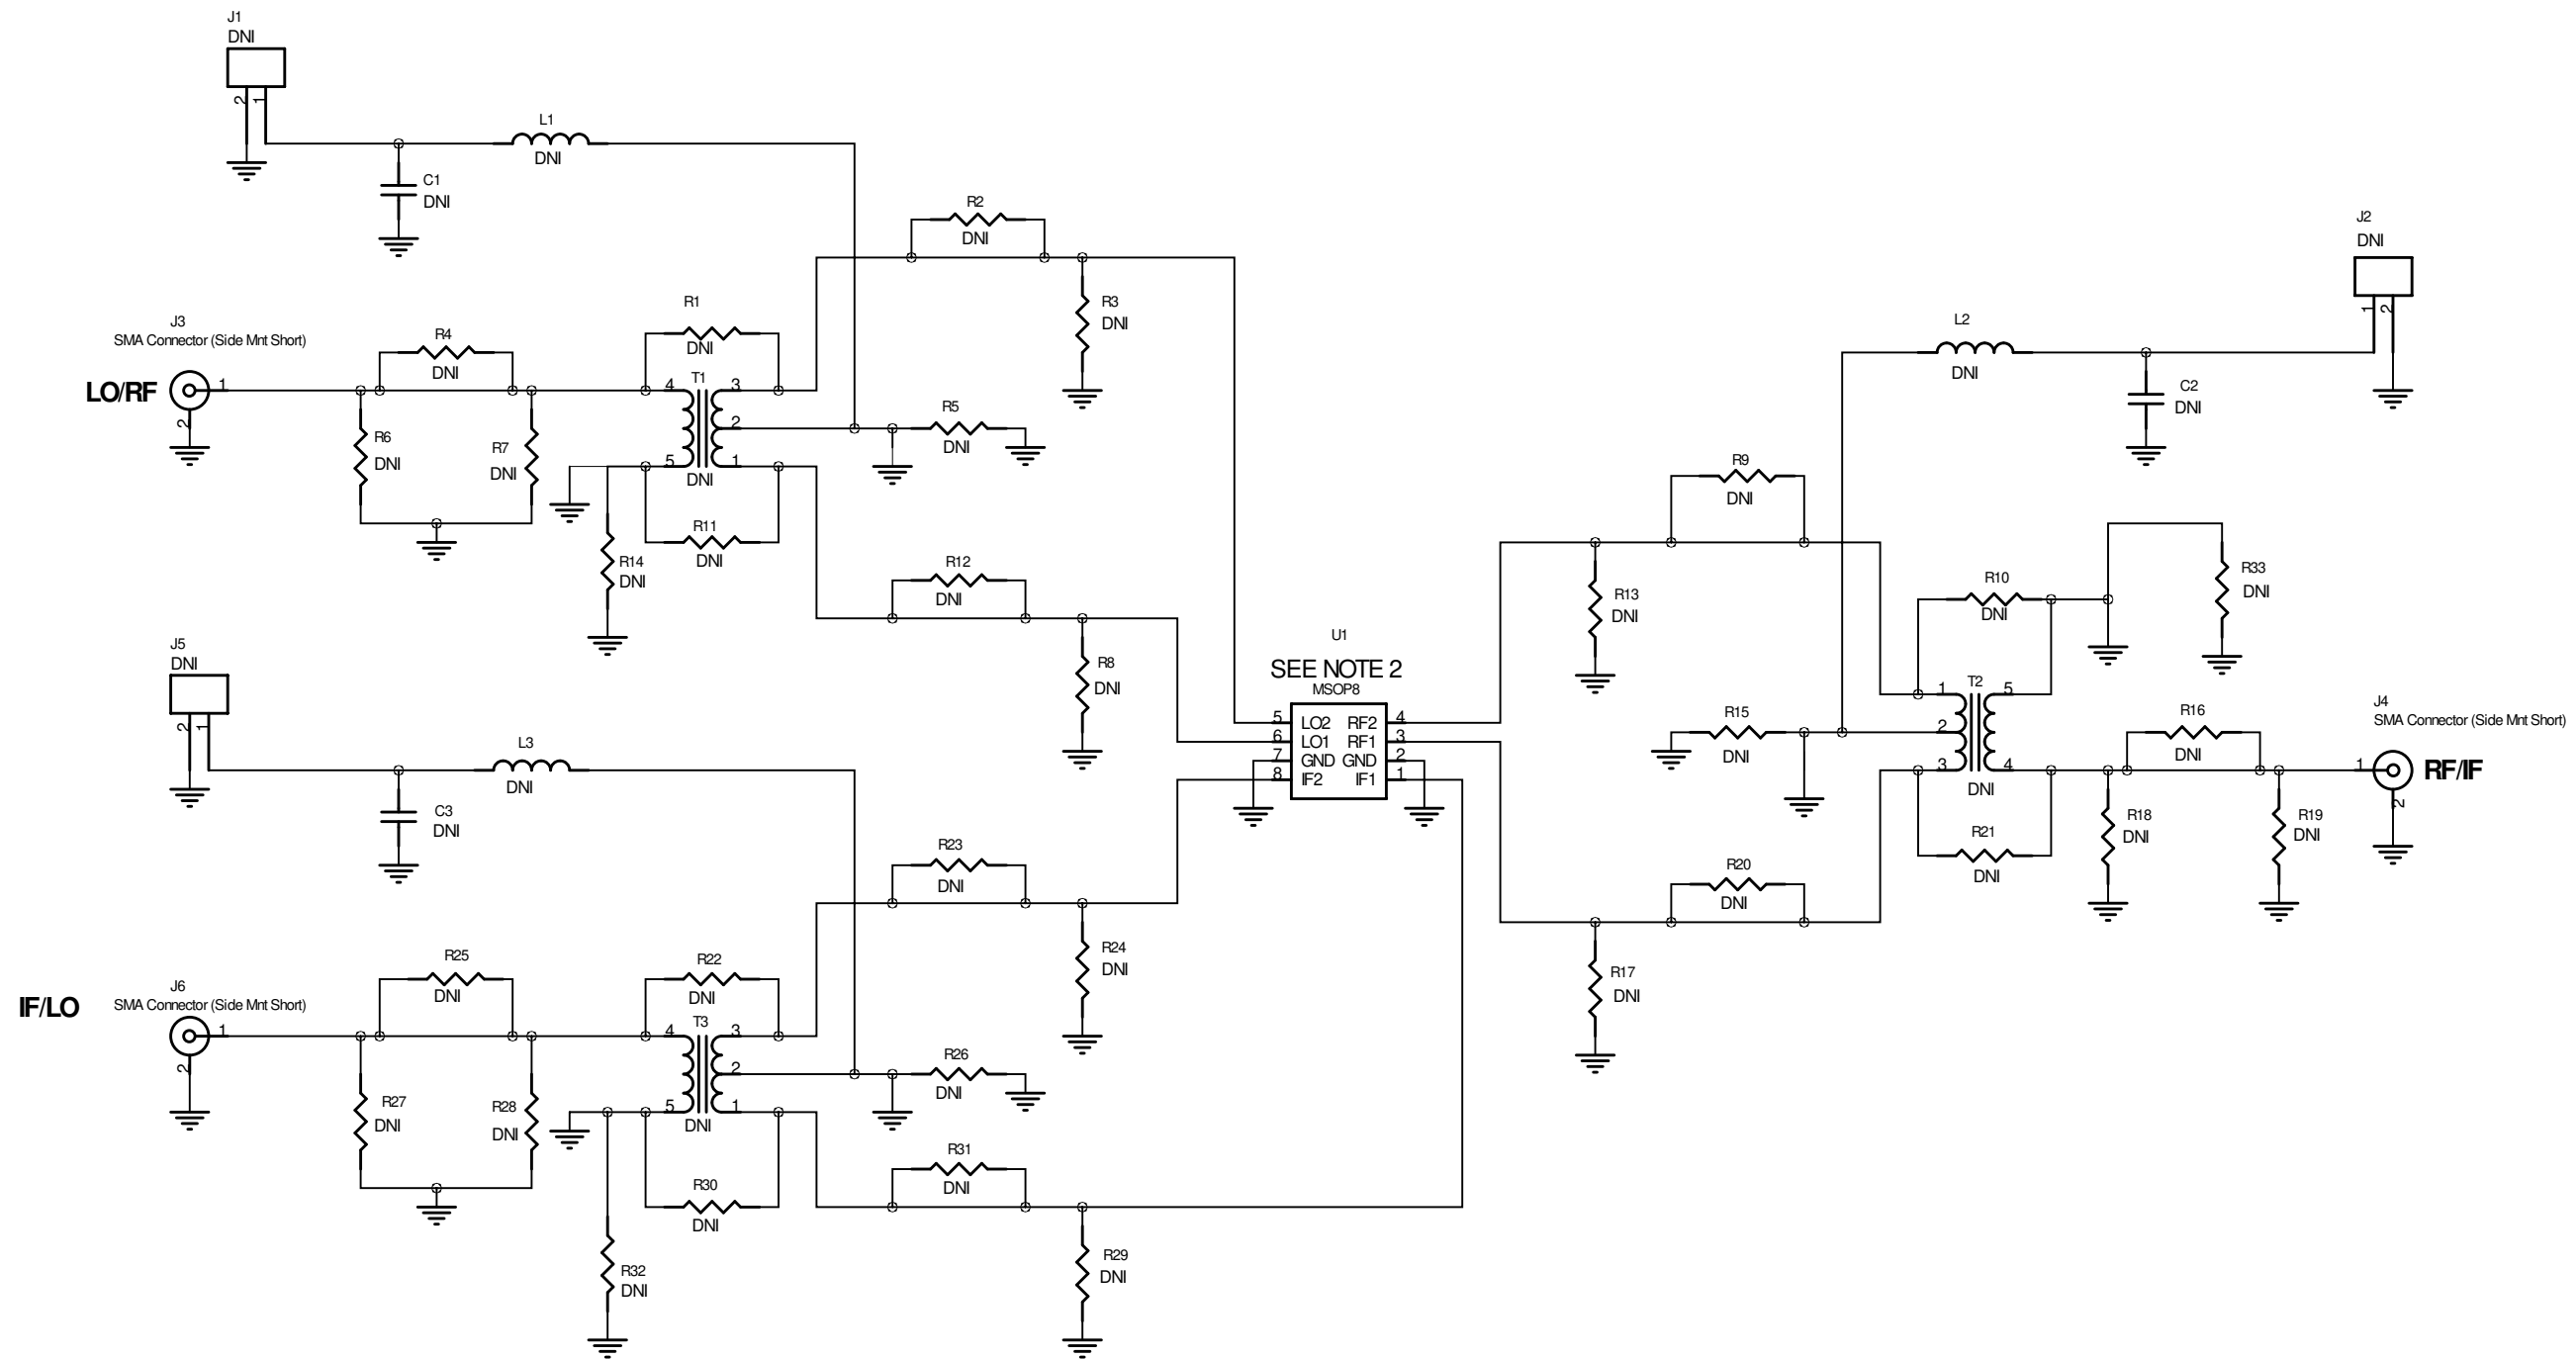 J1
DNI
2
1
L1
DNI
C1
DNI
R2
DNI
R3
DNI
J3
SMA Connector (Side Mnt Short)
LO/RF
1
2
R4
DNI
R6
DNI
R7
DNI
R1
DNI
T1
4
3
2
5
1
DNI
R5
DNI
R11
DNI
R14
DNI
R12
DNI
R8
DNI
J2
DNI
1
2
L2
DNI
C2
DNI
R9
DNI
R13
DNI
R10
DNI
R33
DNI
T2
1
5
2
3
4
DNI
R15
DNI
R16
DNI
J4
SMA Connector (Side Mnt Short)
1
RF/IF
2
R18
DNI
R19
DNI
R21
DNI
R20
DNI
R17
DNI
U1
SEE NOTE 2
MSOP8
5 LO2 RF2 4
6 LO1 RF1 3
7 GND GND 2
8 IF2 IF1 1
J5
DNI
2
1
L3
DNI
C3
DNI
R23
DNI
R24
DNI
IF/LO
J6
SMA Connector (Side Mnt Short)
1
2
R25
DNI
R27
DNI
R28
DNI
R22
DNI
T3
4
3
2
5
1
DNI
R26
DNI
R30
DNI
R31
DNI
R32
DNI
R29
DNI